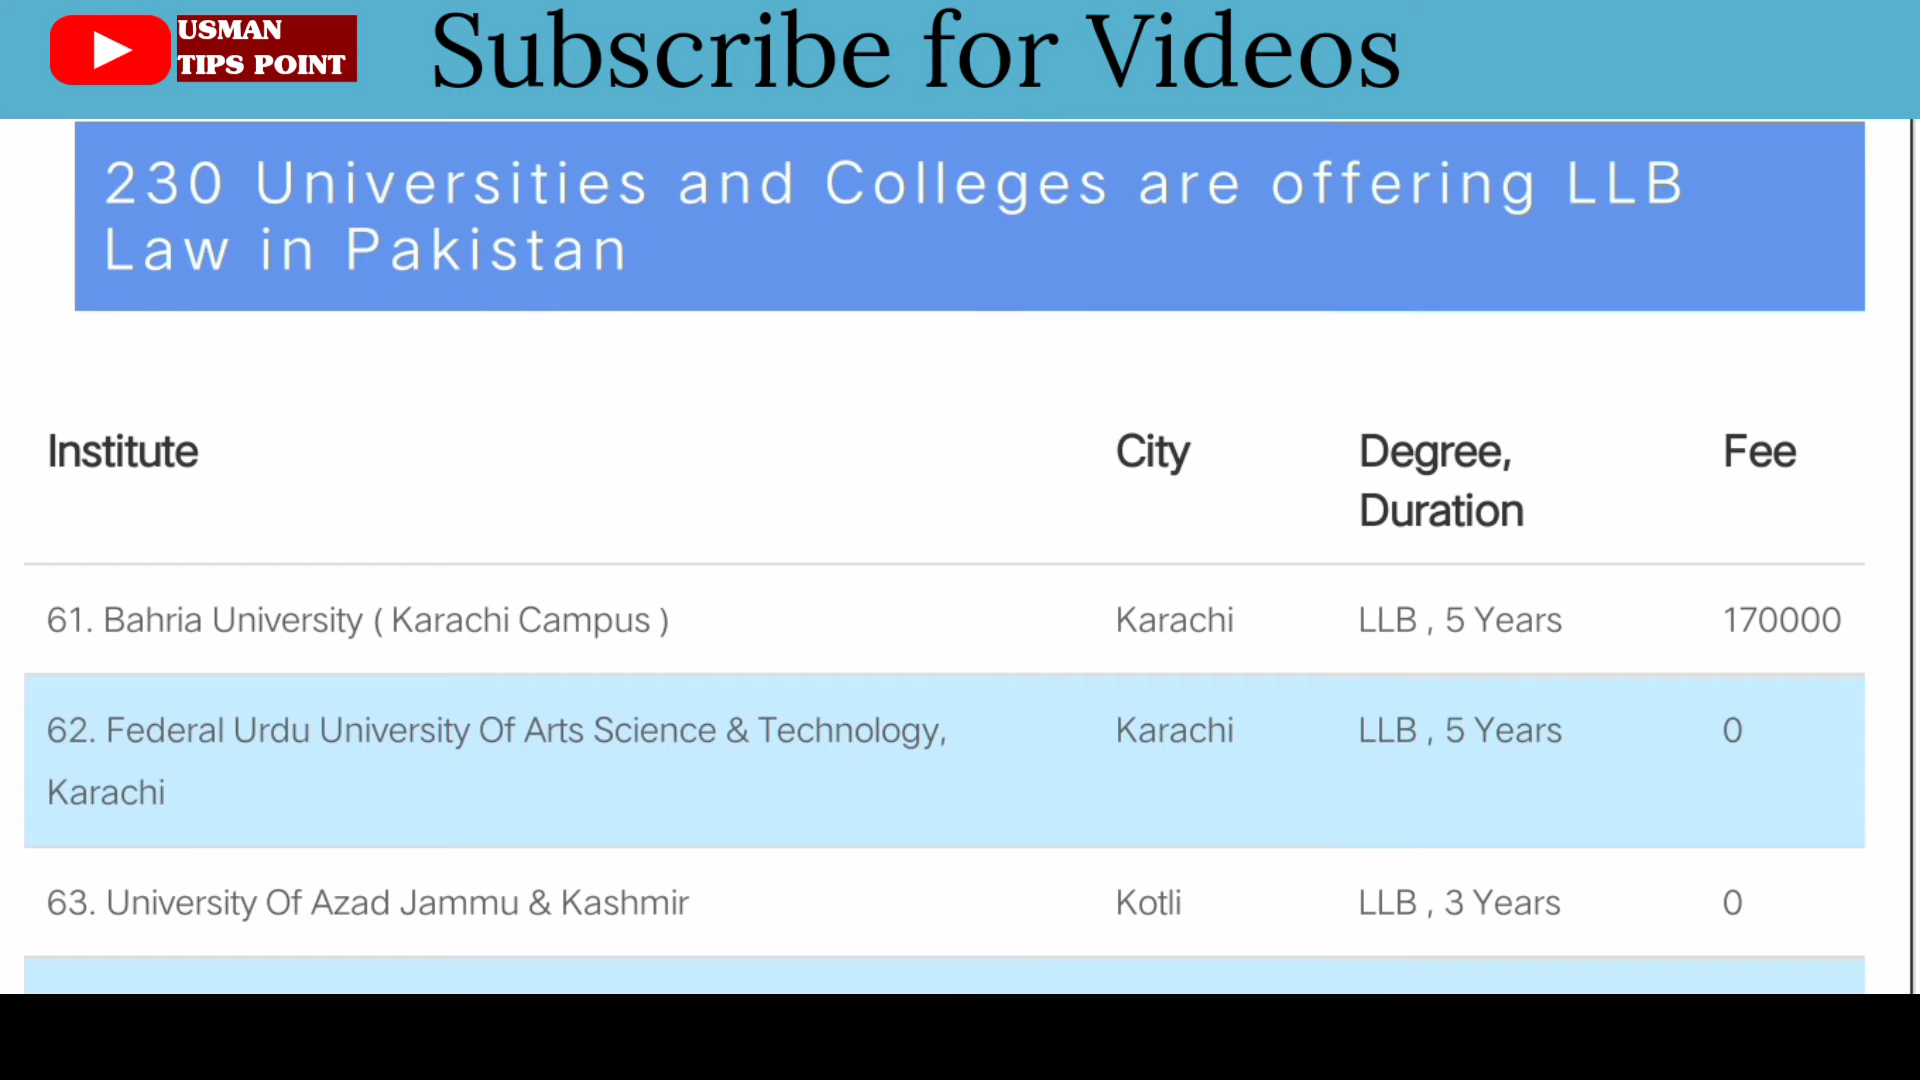 USMAN
TIPS POINT
Subscribe for Videos
230 Universities and Colleges are offering LLB
Law in Pakistan
Institute City Degree, Fee
Duration
61. Bahria University ( Karachi Campus ) Karachi LLB , 5 Years 170000
62. Federal Urdu University Of Arts Science & Technology, Karachi LLB , 5 Years 0
Karachi
63. University Of Azad Jammu & Kashmir Kotli LLB , 3 Years 0